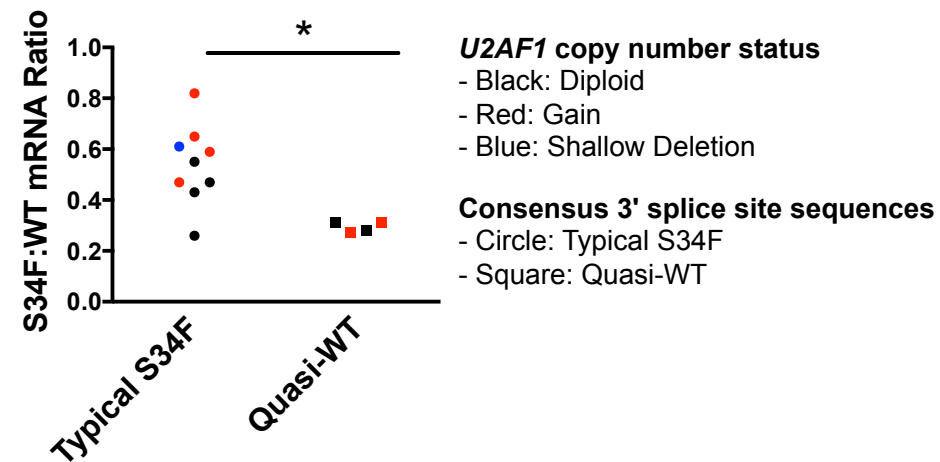 *
S34F:WT mRNA Ratio
1.0
0.8
0.6
0.4
0.2
0.0
Typical S34F
Quasi-WT
U2AF1 copy number status
- Black: Diploid
- Red: Gain
- Blue: Shallow Deletion
Consensus 3' splice site sequences
- Circle: Typical S34F
- Square: Quasi-WT